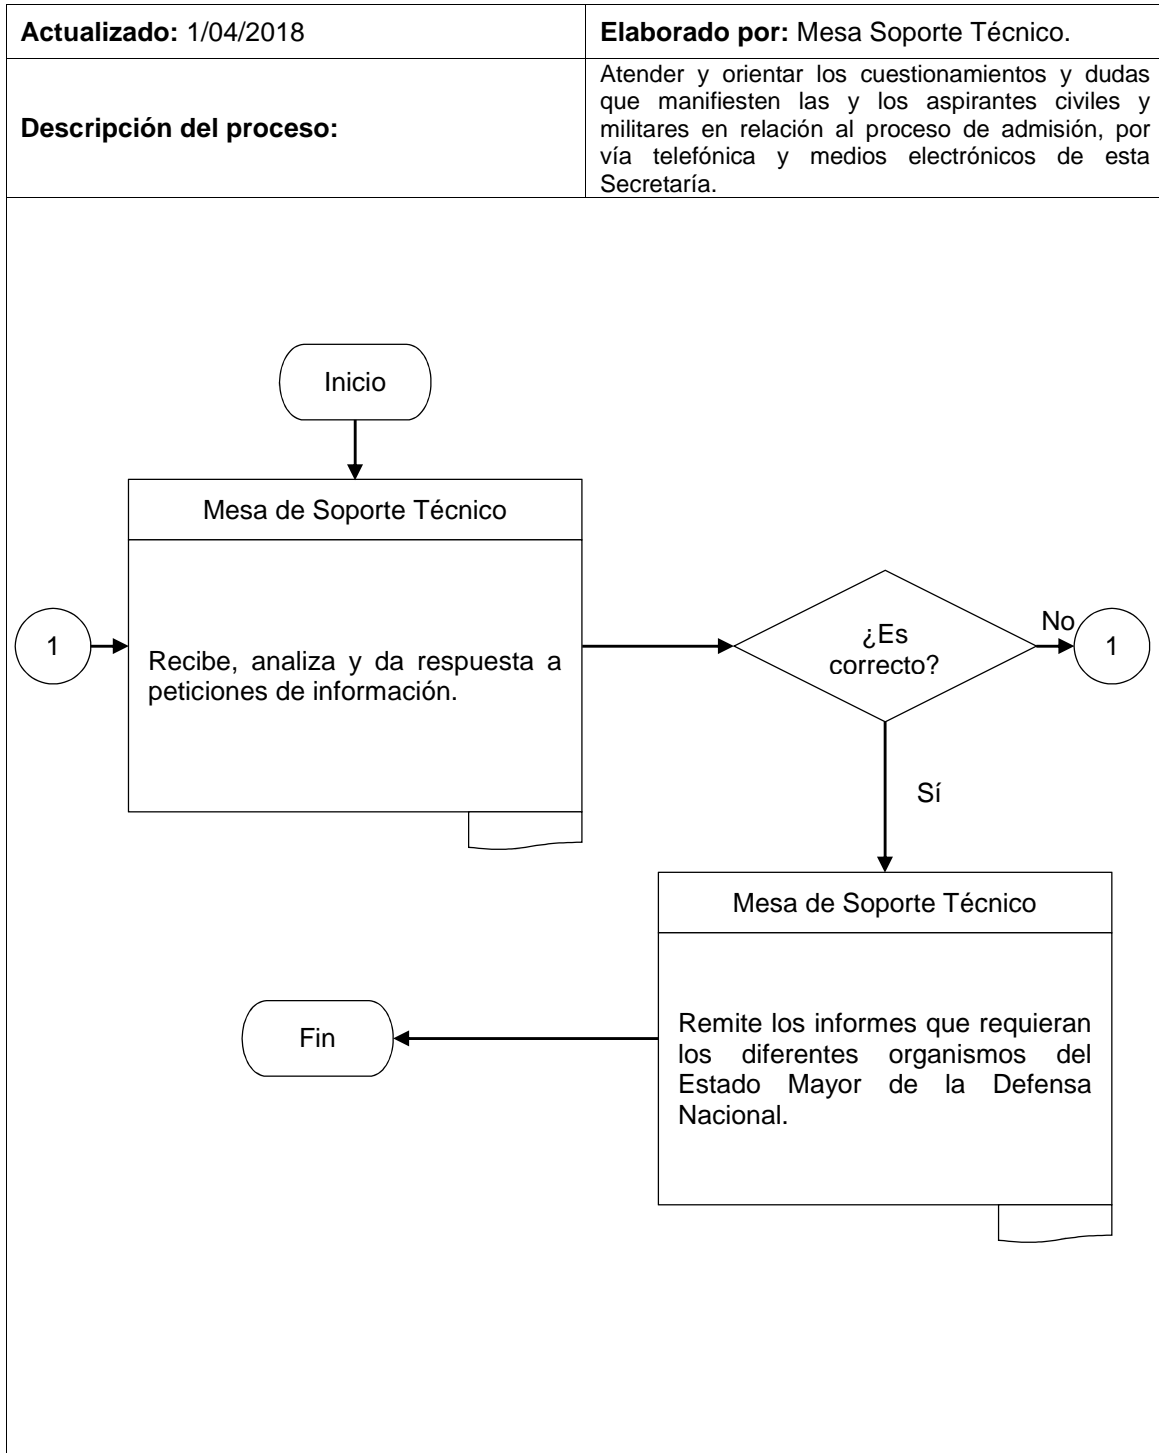 Actualizado: 1/04/2018
Elaborado por: Mesa Soporte Técnico.
Descripción del proceso:
Atender y orientar los cuestionamientos y dudas
que manifiesten las y los aspirantes civiles y
militares en relación al proceso de admisión, por
vía telefónica y medios electrónicos de esta
Secretaría.
Inicio
Mesa de Soporte Técnico
1
Recibe, analiza y da respuesta a
peticiones de información.
¿Es
correcto?
No
1
Sí
Mesa de Soporte Técnico
Remite los informes que requieran
los diferentes organismos del
Estado Mayor de la Defensa
Nacional.
Fin